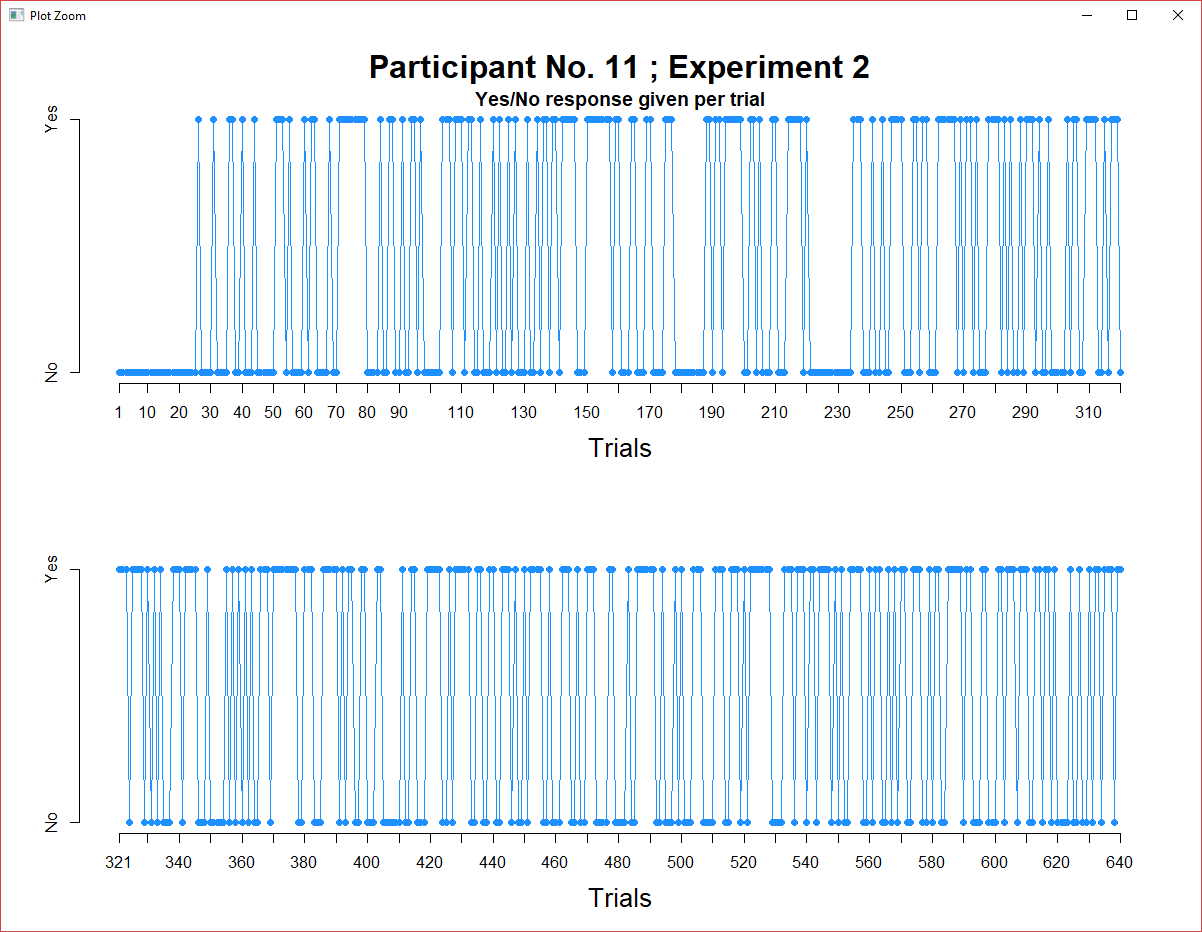 Plot Zoom
Participant No. 11 ; Experiment 2
Yes/No response given per trial
Yes
No
1 10 20 30 40 50 60 70 80 90 110 130 150 170 190 210 230 250 270 290 310
Trials
Yes
No
321 340 360 380 400 420 440 460 480 500 520 540 560 580 600 620 640
Trials